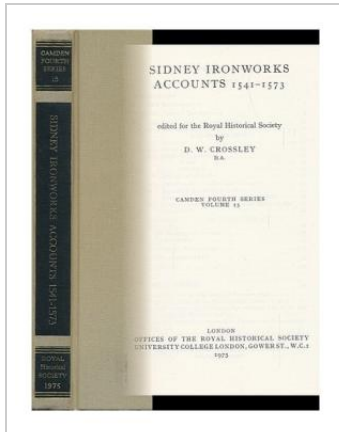 CAMDEN
FOURTH
SERIES
15
SIDNEY IRONWORKS ACCOUNTS 1541-1573
ROYAL
Historical
SOCIETY
1975
SIDNEY IRONWORKS
ACCOUNTS 1541-1573
edited for the Royal Historical Society
by
D. W. CROSSLEY
B.A.
CAMDEN FOURTH SERIES
VOLUME 15
LONDON
OFFICES OF THE ROYAL HISTORICAL SOCIETY
UNIVERSITY COLLEGE LONDON, GOWER ST., W.C.1
1975